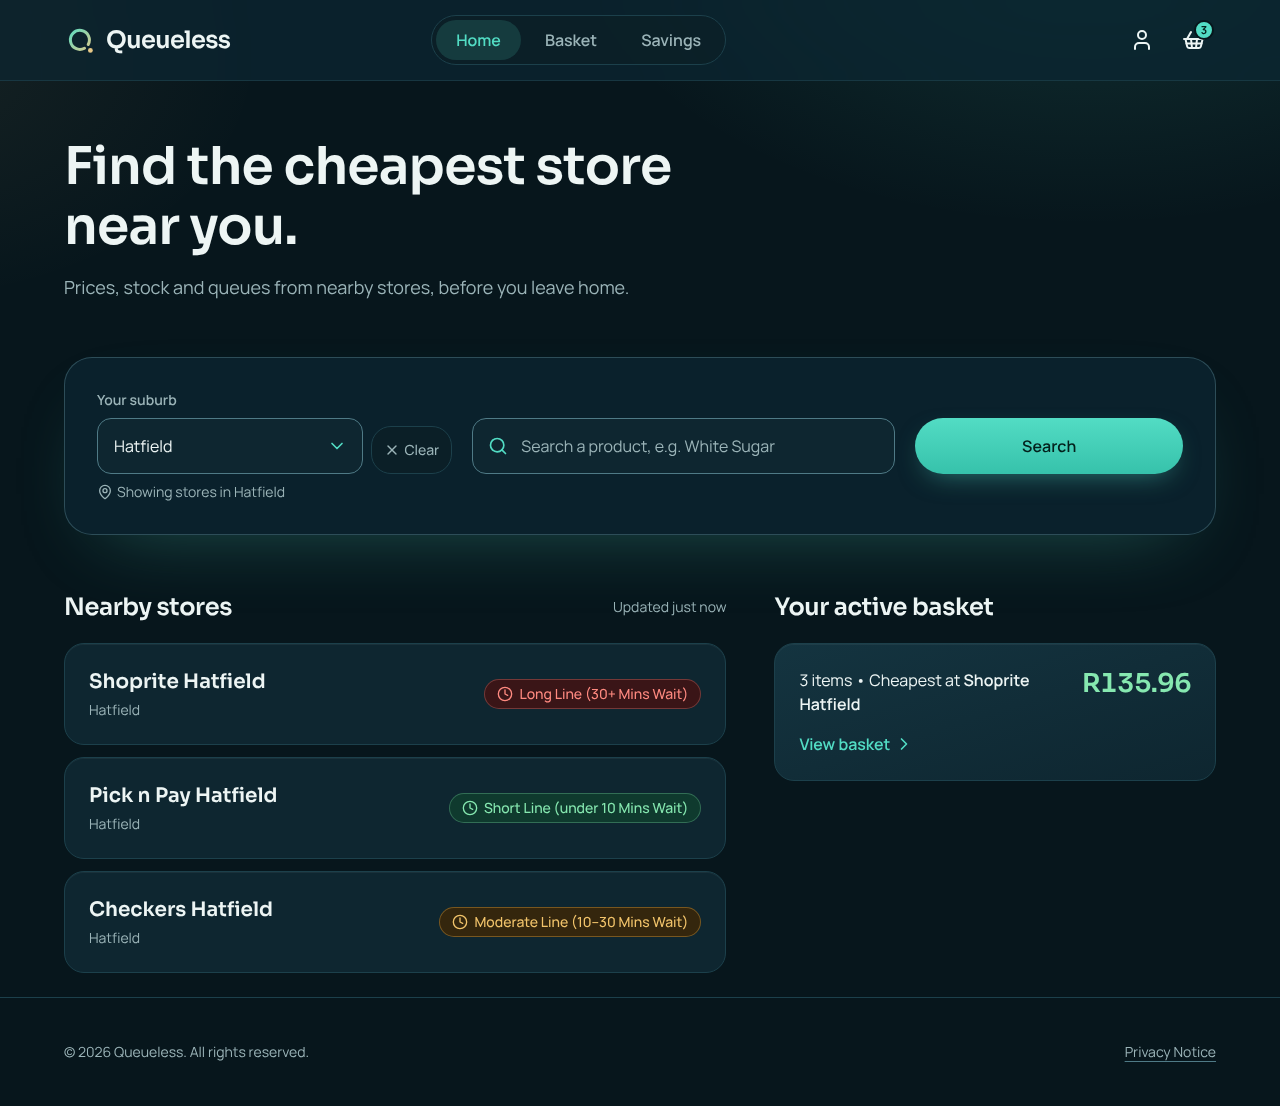 Queueless
Home
Basket
Savings
3
Find the cheapest store
near you.
Prices, stock and queues from nearby stores, before you leave home.
Your suburb
Hatfield
Clear
Search a product, e.g. White Sugar
Search
Showing stores in Hatfield
Nearby stores
Updated just now
Shoprite Hatfield
Hatfield
Long Line (30+ Mins Wait)
Pick n Pay Hatfield
Hatfield
Short Line (under 10 Mins Wait)
Checkers Hatfield
Hatfield
Moderate Line (10–30 Mins Wait)
Your active basket
3 items • Cheapest at Shoprite
Hatfield
R135.96
View basket
© 2026 Queueless. All rights reserved.
Privacy Notice